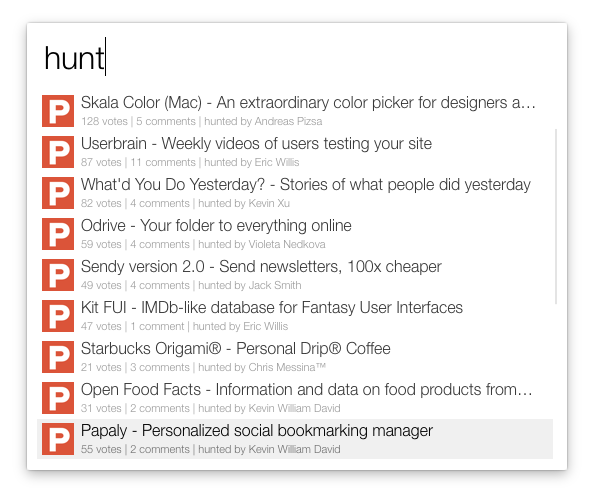 hunt
P Skala Color (Mac) - An extraordinary color picker for designers a...
128 votes | 5 comments | hunted by Andreas Pizsa
P Userbrain - Weekly videos of users testing your site
87 votes | 11 comments | hunted by Eric Willis
P What'd You Do Yesterday? - Stories of what people did yesterday
82 votes | 4 comments | hunted by Kevin Xu
P Odrive - Your folder to everything online
59 votes | 4 comments | hunted by Violeta Nedkova
P Sendy version 2.0 - Send newsletters, 100x cheaper
49 votes | 4 comments | hunted by Jack Smith
P Kit FUI - IMDb-like database for Fantasy User Interfaces
47 votes | 1 comment | hunted by Eric Willis
P Starbucks Origami® - Personal Drip® Coffee
21 votes | 3 comments | hunted by Chris Messina™
P Open Food Facts - Information and data on food products from...
31 votes | 2 comments | hunted by Kevin William David
P Papaly - Personalized social bookmarking manager
55 votes | 2 comments | hunted by Kevin William David